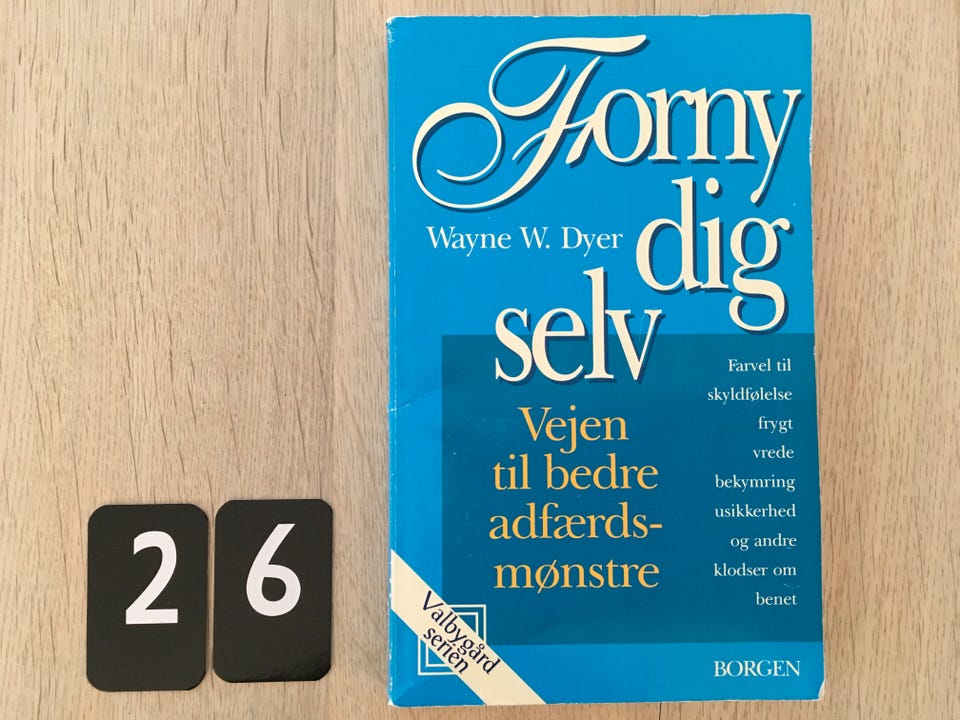 Forny
dig
selv
Wayne W. Dyer
Vejen
til bedre
adfærds-
mønstre
Farvel til
skyldfølelse
frygt
vrede
bekymring
usikkerhed
og andre
klodser om
benet
Valbygård
serien
BORGEN
2 6